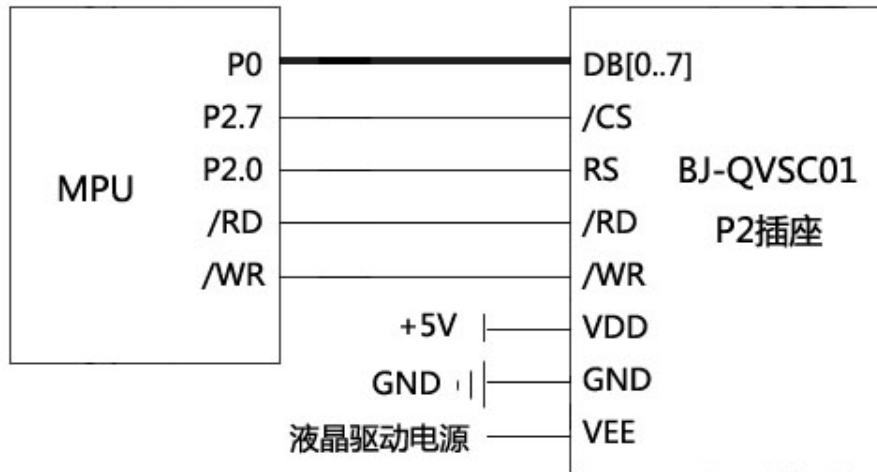 P0 DB[0..7]
P2.7 /CS
MPU P2.0 RS BJ-QVSC01
/RD /RD P2插座
/WR /WR
+5V VDD
GND GND
液晶驱动电源 VEE